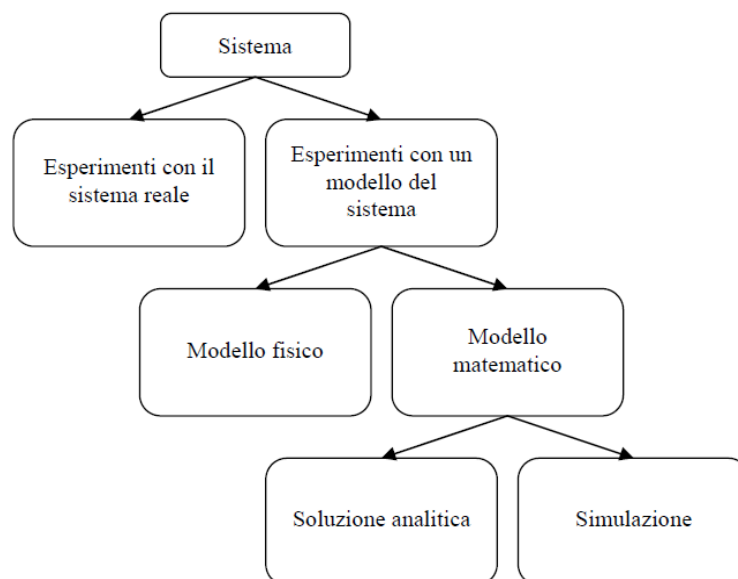 Sistema
Esperimenti con il
sistema reale
Esperimenti con un
modello del
sistema
Modello fisico
Modello
matematico
Soluzione analitica
Simulazione